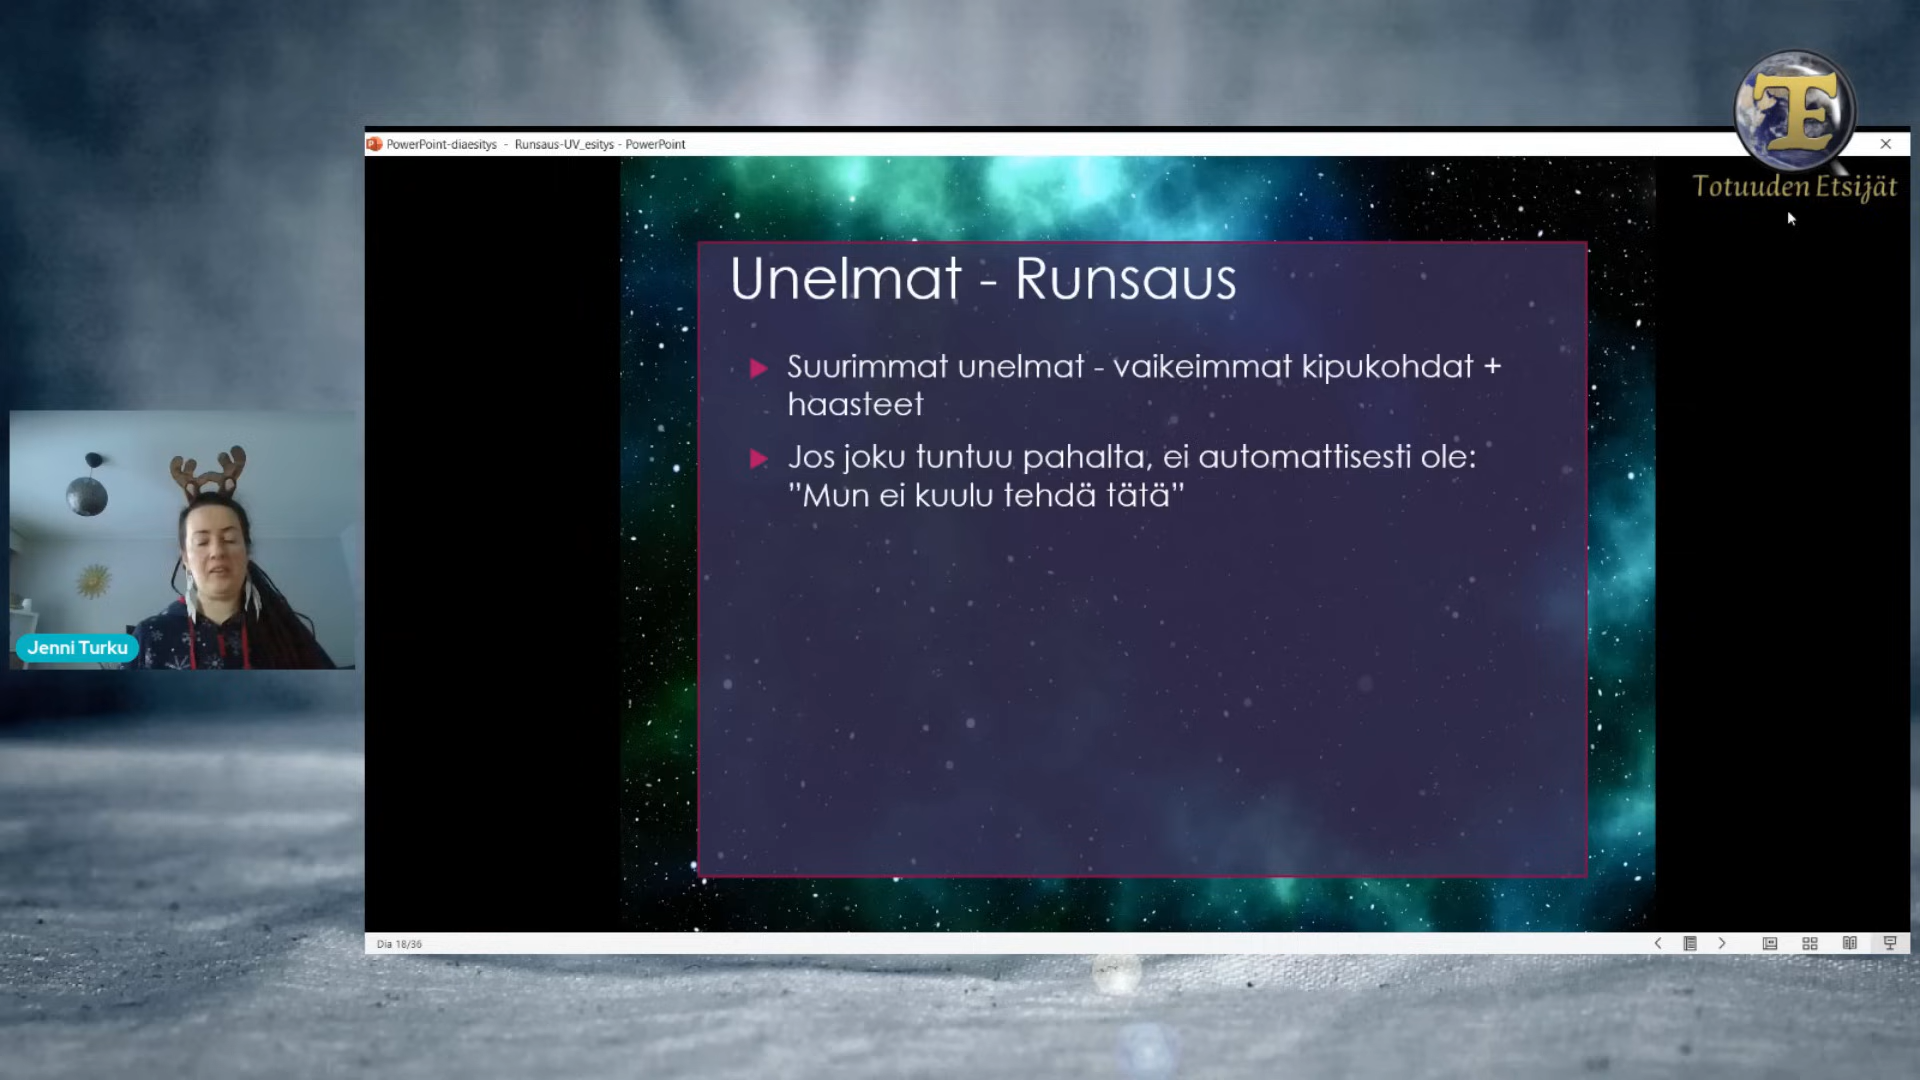 PowerPoint-diaesitys - Runsaus-UV_esitys - PowerPoint
TE
Totuuden Etsijät
Unelmat - Runsaus
Suurimmat unelmat - vaikeimmat kipukohdat +
haasteet
Jos joku tuntuu pahalta, ei automattisesti ole:
”Mun ei kuulu tehdä tätä”
Jenni Turku
Dia 18/36